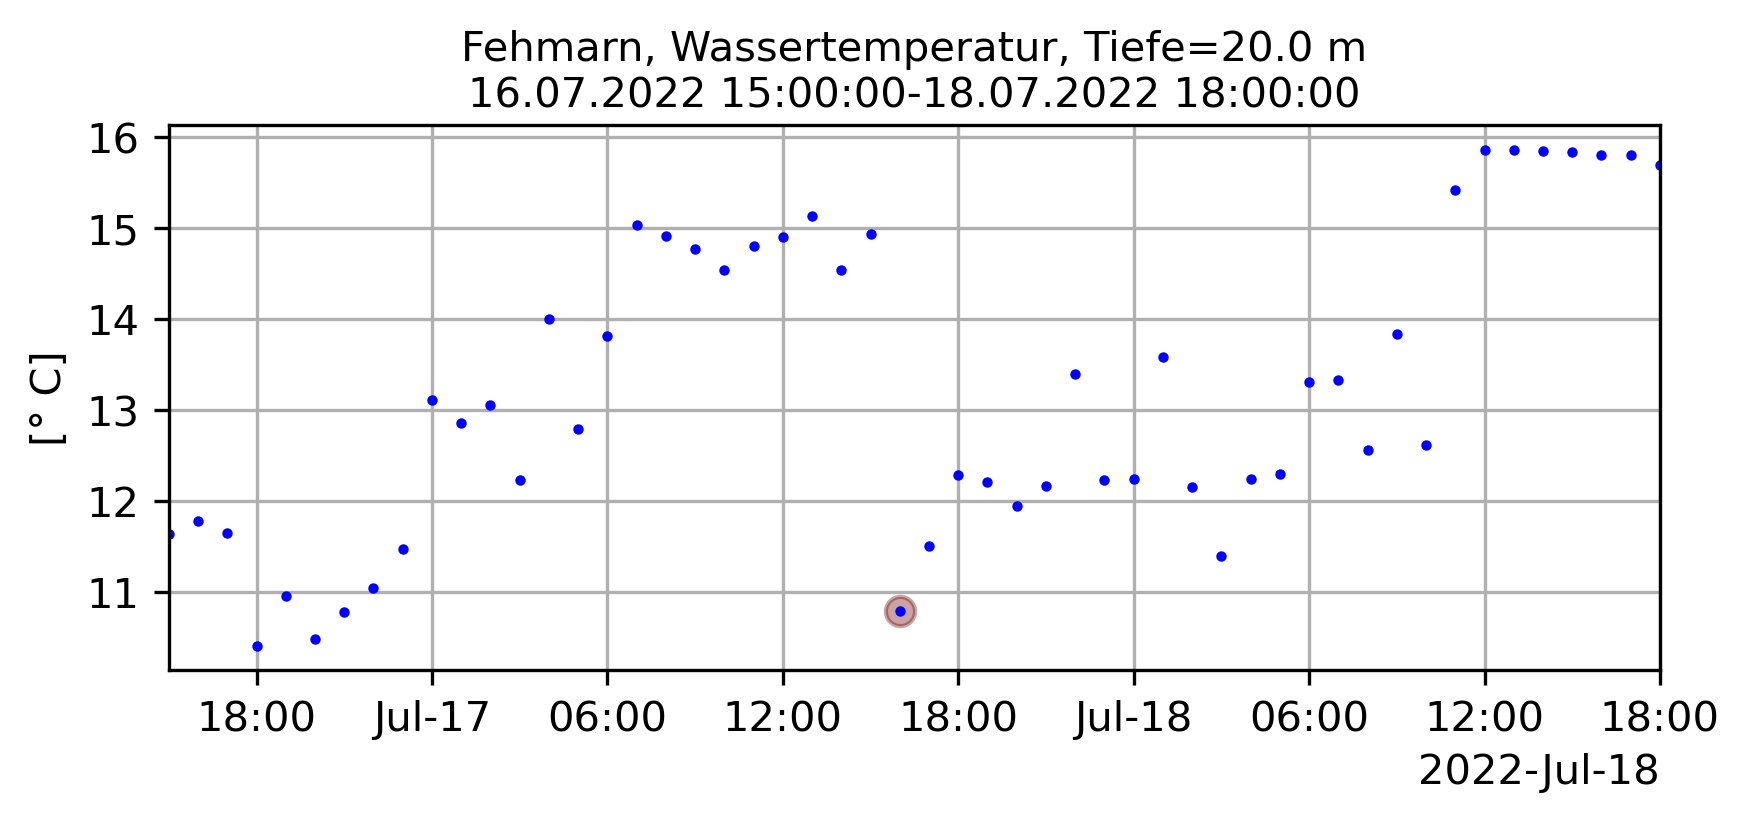 Fehmarn, Wassertemperatur, Tiefe=20.0 m
16.07.2022 15:00:00-18.07.2022 18:00:00
16
15
14
13
12
11
[° C]
18:00 Jul-17 06:00 12:00 18:00 Jul-18 06:00 12:00 18:00
2022-Jul-18